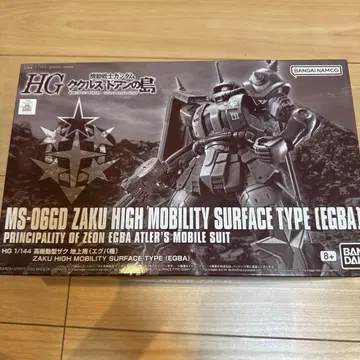 HG
機動戦士ガンダム
ククルス・ドアンの島
BANDAI NAMCO
MS-06GD ZAKU HIGH MOBILITY SURFACE TYPE [EGBA]
PRINCIPALITY OF ZEON EGBA ATLER'S MOBILE SUIT
HG 1/144 高機動型ザク 地上用(エグバ機)
ZAKU HIGH MOBILITY SURFACE TYPE (EGBA)
8+
BANDAI